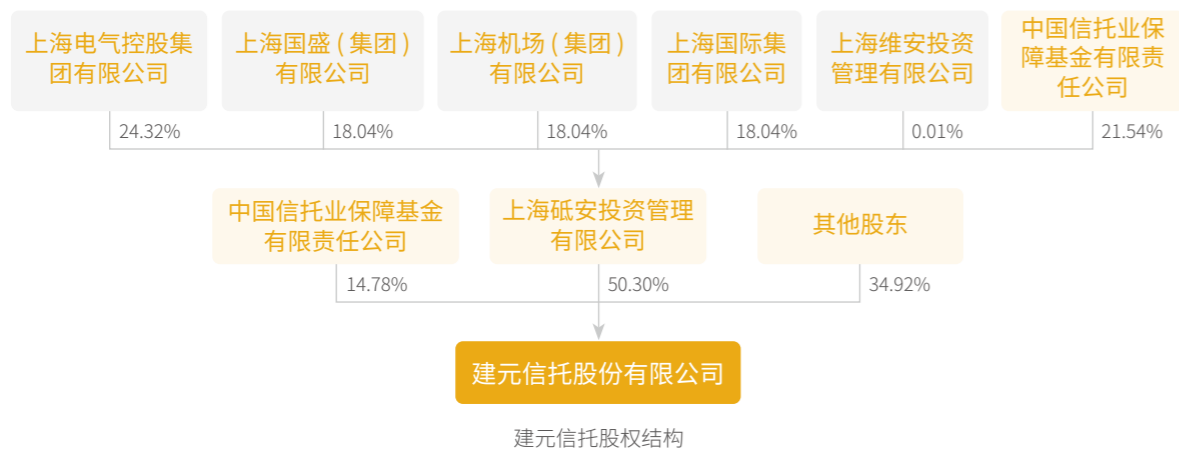 上海电气控股集
团有限公司
上海国盛 ( 集团 )
有限公司
上海机场 ( 集团 )
有限公司
上海国际集
团有限公司
上海维安投资
管理有限公司
中国信托业保
障基金有限责
任公司
24.32%
18.04%
18.04%
18.04%
0.01%
21.54%
中国信托业保障基金
有限责任公司
上海砥安投资管理
有限公司
其他股东
14.78%
50.30%
34.92%
建元信托股份有限公司
建元信托股权结构